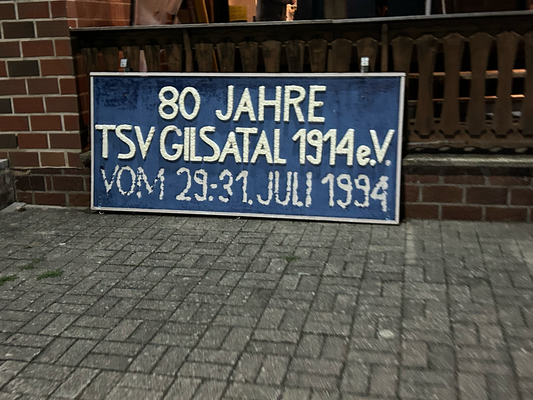 80 JAHRE
TSV GILSATAL 1914 e.V.
VOM 29.-31. JULI 1994